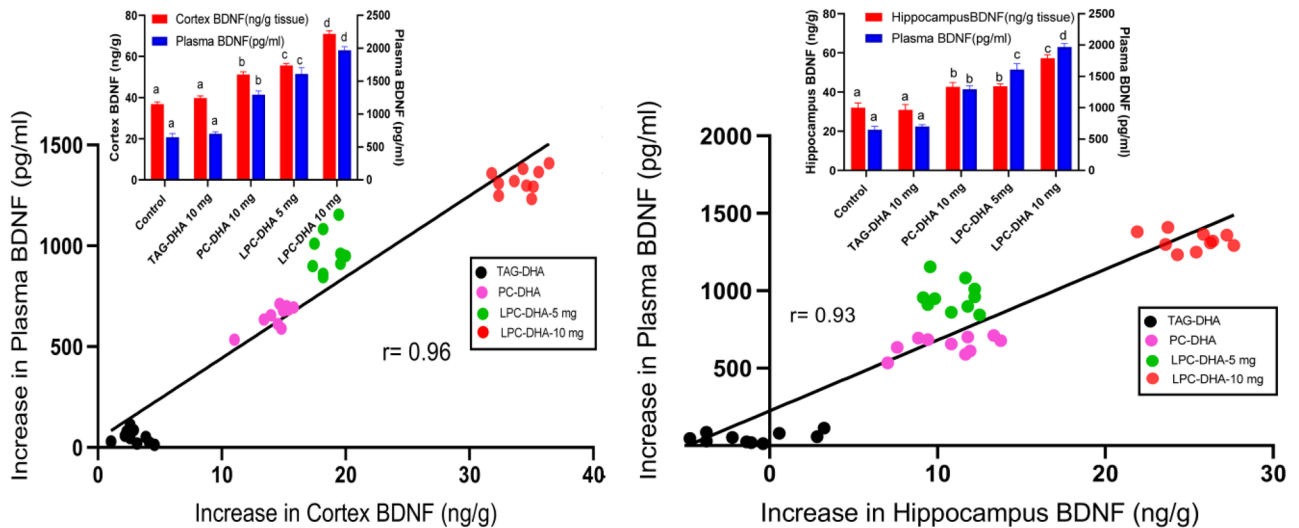 Cortex BDNF(ng/g tissue)
Plasma BDNF(pg/ml)
Cortex BDNF (ng/g)
80
60
40
20
0
2500
2000
1500
1000
500
0
Plasma BDNF
(pg/ml)
a
a
a
a
b
b
c
c
d
d
Control
TAG-DHA 10 mg
PC-DHA 10 mg
LPC-DHA 5 mg
LPC-DHA 10 mg
Increase in Plasma BDNF (pg/ml)
1500
1000
500
0
0
10
20
30
40
Increase in Cortex BDNF (ng/g)
r= 0.96
TAG-DHA
PC-DHA
LPC-DHA-5 mg
LPC-DHA-10 mg
HippocampusBDNF(ng/g tissue)
Plasma BDNF(pg/ml)
Hippocampus BDNF (ng/g)
80
60
40
20
0
2500
2000
1500
1000
500
0
Plasma BDNF
(pg/ml)
a
a
a
a
b
b
b
c
c
d
Control
TAG-DHA 10 mg
PC-DHA 10 mg
LPC-DHA 5mg
LPC-DHA 10 mg
Increase in Plasma BDNF (pg/ml)
2000
1500
1000
500
0
10
20
30
Increase in Hippocampus BDNF (ng/g)
r= 0.93
TAG-DHA
PC-DHA
LPC-DHA-5 mg
LPC-DHA-10 mg